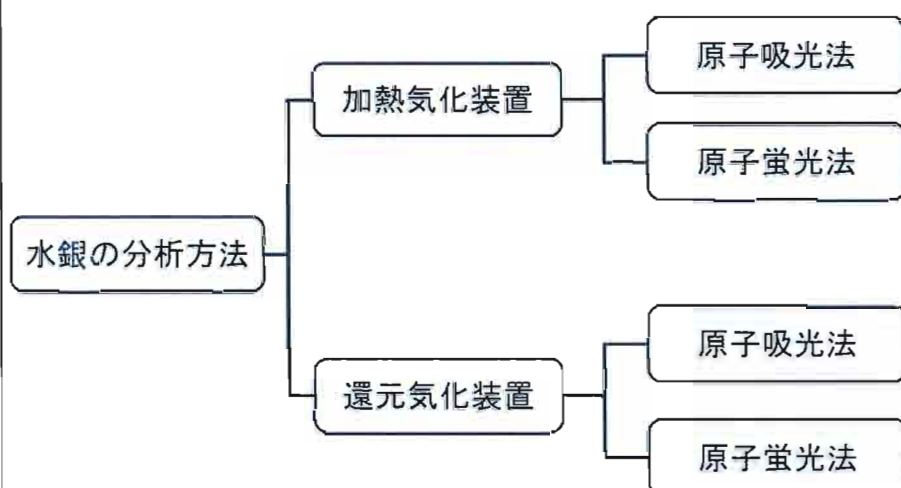 水銀の分析方法
加熱気化装置
原子吸光法
原子蛍光法
還元気化装置
原子吸光法
原子蛍光法